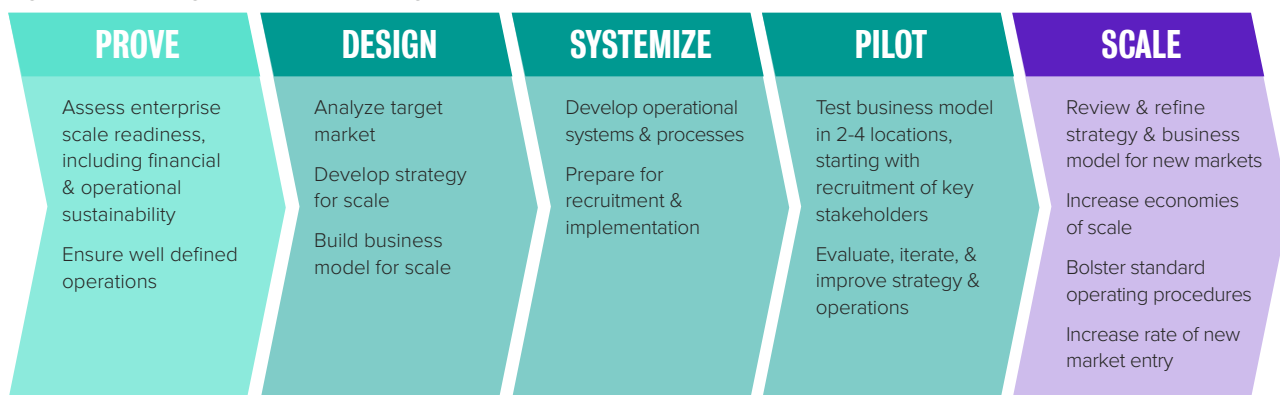 PROVE
Assess enterprise
scale readiness,
including financial
& operational
sustainability
Ensure well defined
operations
DESIGN
Analyze target
market
Develop strategy
for scale
Build business
model for scale
SYSTEMIZE
Develop operational
systems & processes
Prepare for
recruitment &
implementation
PILOT
Test business model
in 2-4 locations,
starting with
recruitment of key
stakeholders
Evaluate, iterate, &
improve strategy &
operations
SCALE
Review & refine
strategy & business
model for new markets
Increase economies
of scale
Bolster standard
operating procedures
Increase rate of new
market entry